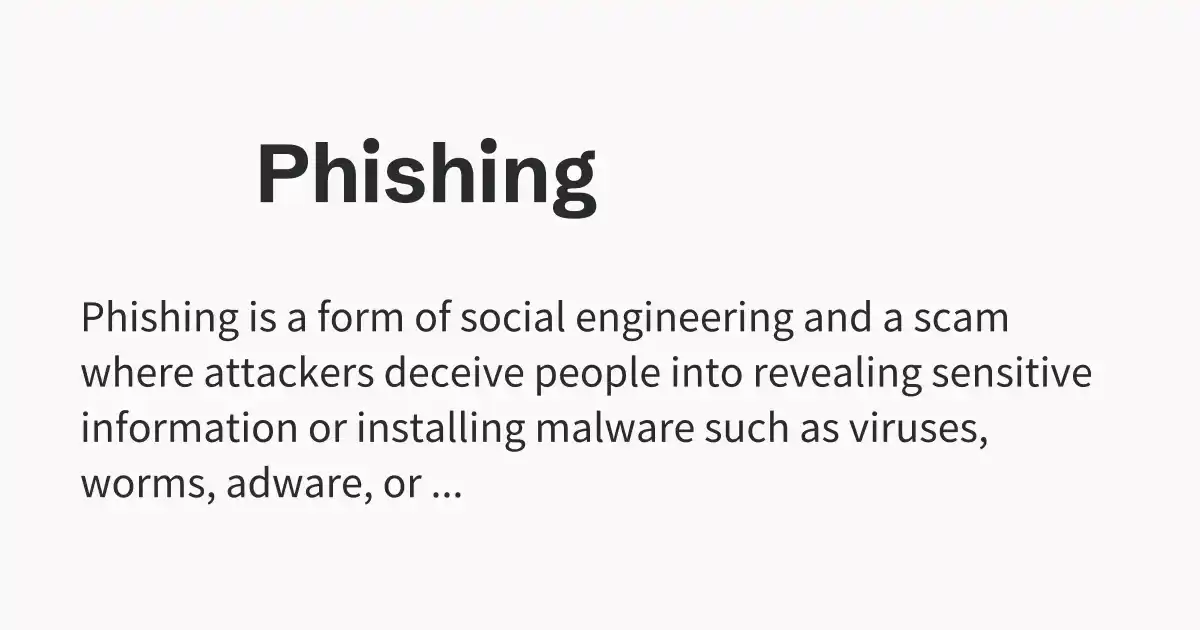 Phishing
Phishing is a form of social engineering and a scam
where attackers deceive people into revealing sensitive
information or installing malware such as viruses,
worms, adware, or ...